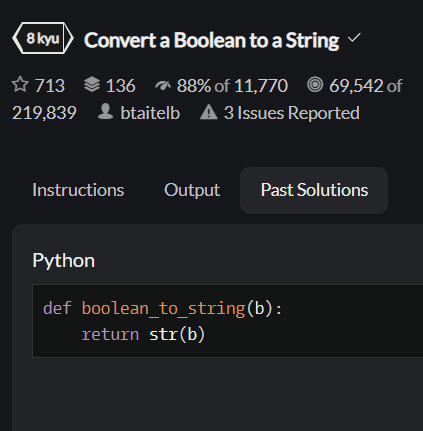 8 kyu Convert a Boolean to a String
713 136 88% of 11,770 69,542 of
219,839 btaitelb 3 Issues Reported
Instructions Output Past Solutions
Python
def boolean_to_string(b):
    return str(b)